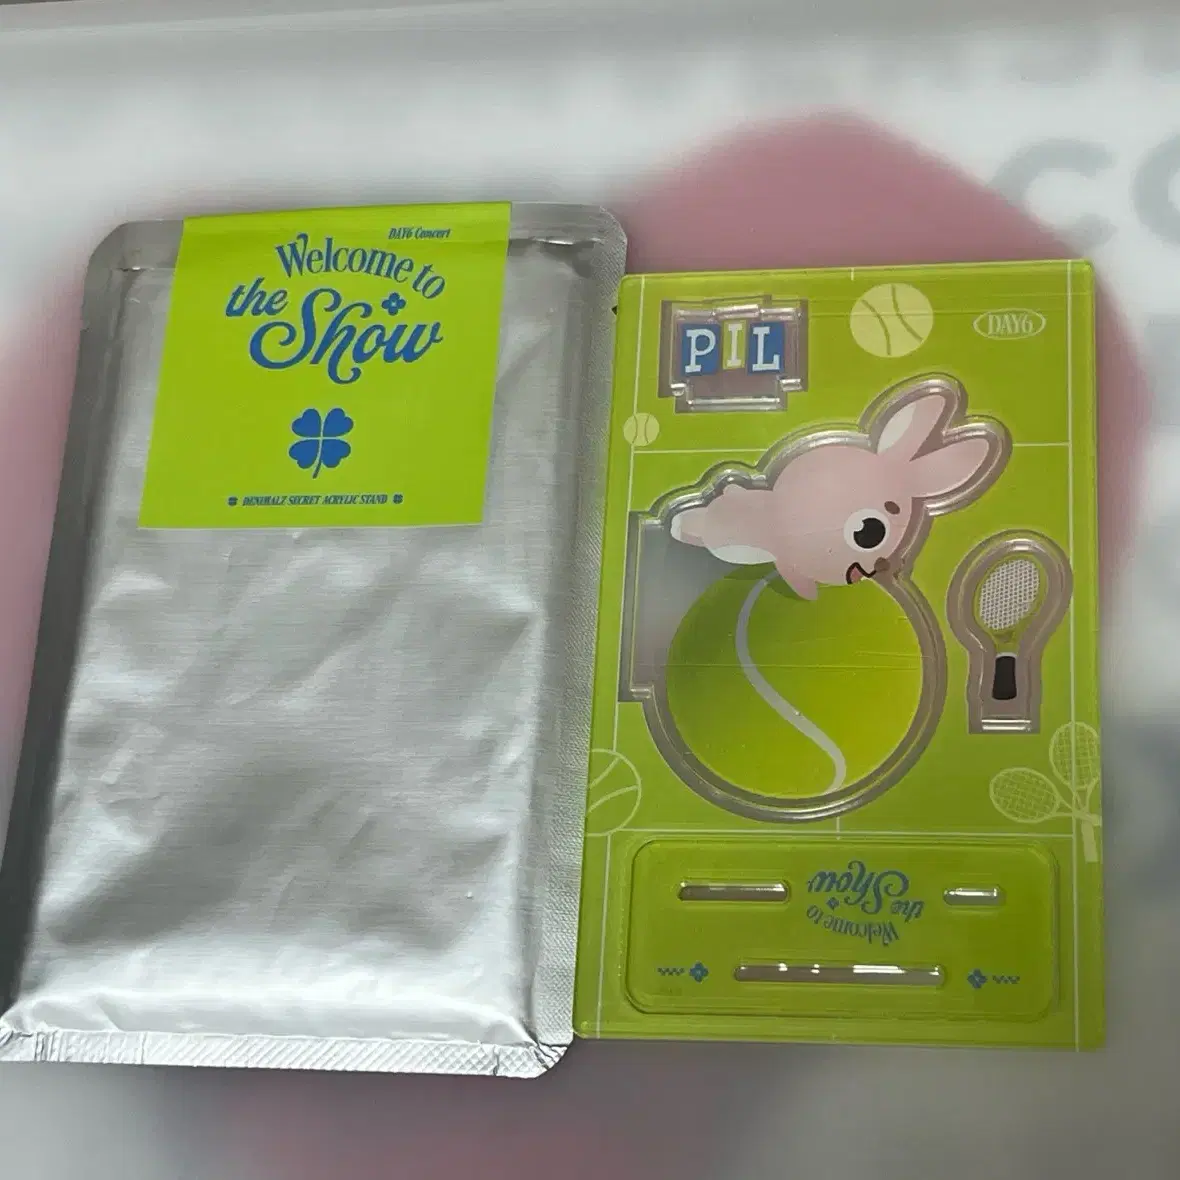 DAY6 Concert
Welcome to
the Show
DENIMALZ SECRET ACRYLIC STAND
PIL
DAY6
Welcome to
the Show